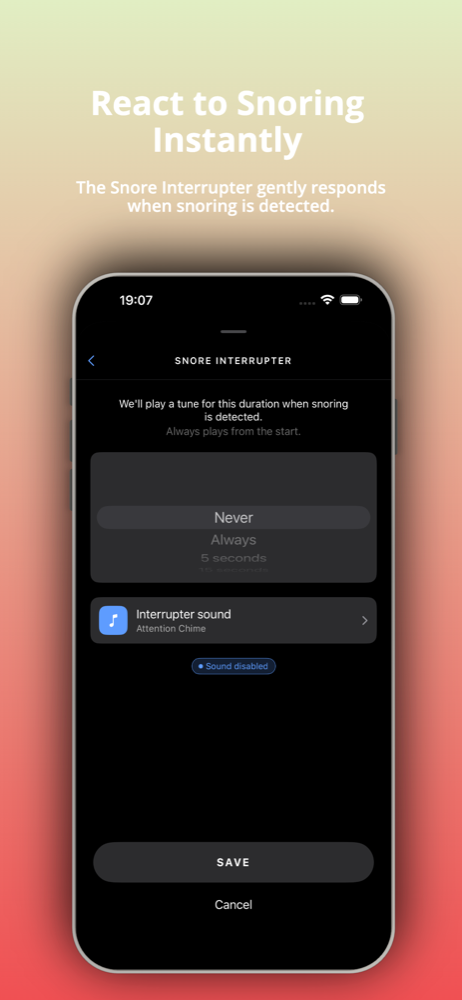 React to Snoring
Instantly
The Snore Interrupter gently responds
when snoring is detected.
19:07
SNORE INTERRUPTER
We'll play a tune for this duration when snoring
is detected.
Always plays from the start.
Never
Always
5 seconds
Interrupter sound
Attention Chime
Sound disabled
SAVE
Cancel